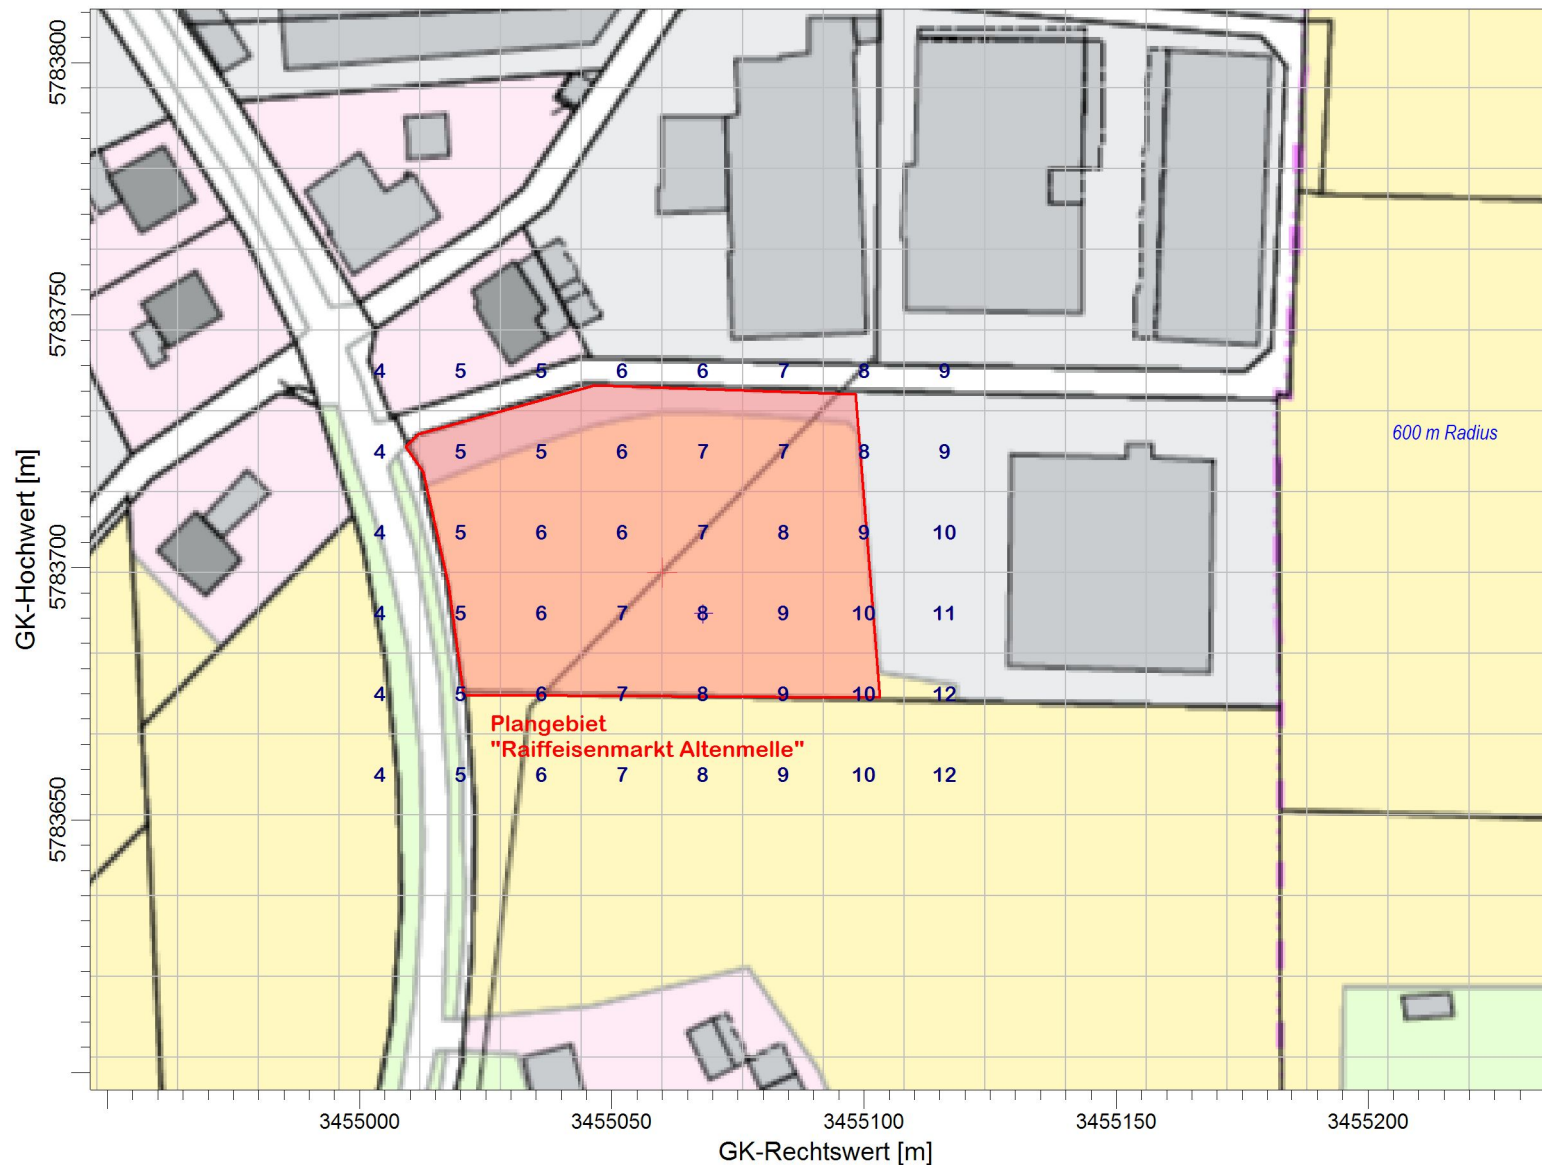 5783800
5783750
4 5 5 6 6 7 8 9
600 m Radius
4 5 5 6 7 7 8 9
GK-Hochwert [m]
5783700
4 5 6 6 7 8 9 10
4 5 6 7 8 9 10 11
4 5 6 7 8 9 10 12
Plangebiet
"Raiffeisenmarkt Altenmelle"
4 5 6 7 8 9 10 12
5783650
3455000 3455050 3455100 3455150 3455200
GK-Rechtswert [m]